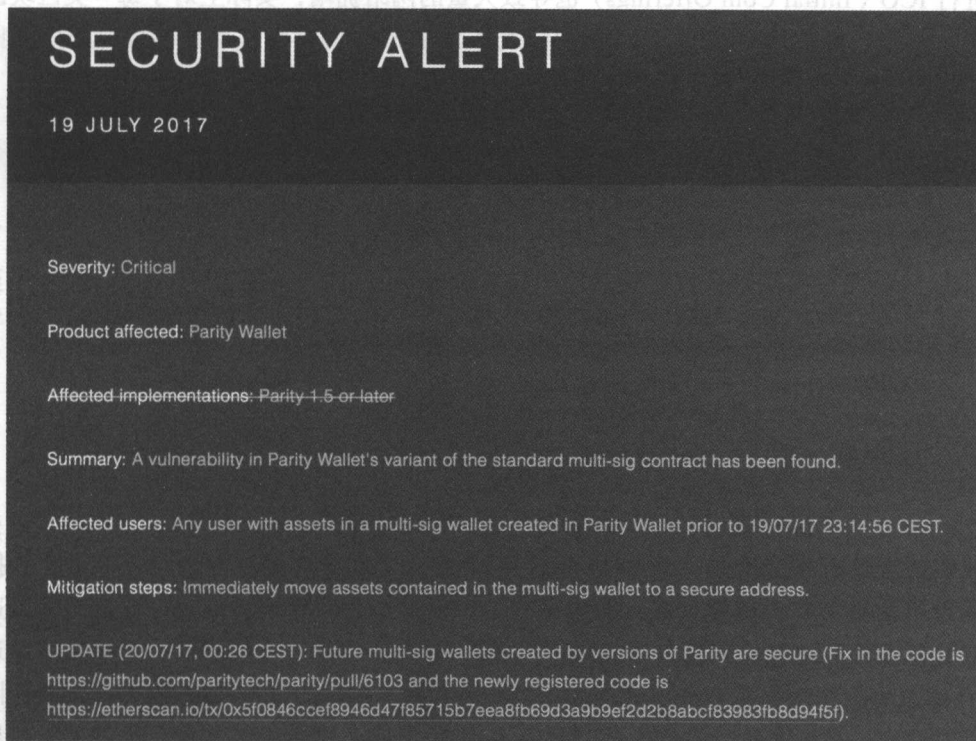 SECURITY ALERT
19 JULY 2017
Severity: Critical
Product affected: Parity Wallet
Affected implementations: Parity 1.5 or later
Summary: A vulnerability in Parity Wallet's variant of the standard multi-sig contract has been found.
Affected users: Any user with assets in a multi-sig wallet created in Parity Wallet prior to 19/07/17 23:14:56 CEST.
Mitigation steps: Immediately move assets contained in the multi-sig wallet to a secure address.
UPDATE (20/07/17, 00:26 CEST): Future multi-sig wallets created by versions of Parity are secure (Fix in the code is
https://github.com/paritytech/parity/pull/6103 and the newly registered code is
https://etherscan.io/tx/0x5f0846ccef8946d47f85715b7eea8fb69d3a9b9ef2d2b8abcf83983fb8d94f5f).